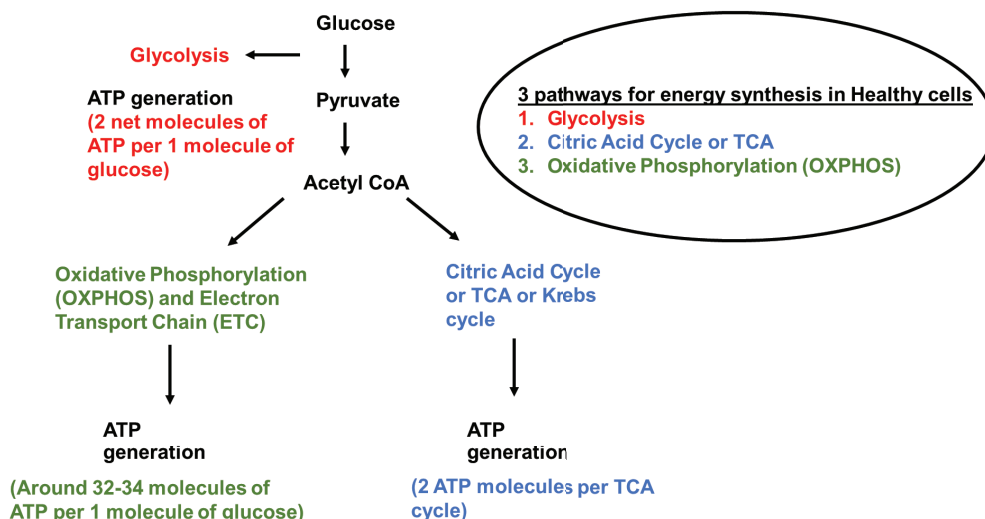 Glucose
Glycolysis
ATP generation
(2 net molecules of
ATP per 1 molecule of
glucose)
Pyruvate
Acetyl CoA
3 pathways for energy synthesis in Healthy cells
1. Glycolysis
2. Citric Acid Cycle or TCA
3. Oxidative Phosphorylation (OXPHOS)
Oxidative Phosphorylation
(OXPHOS) and Electron
Transport Chain (ETC)
Citric Acid Cycle
or TCA or Krebs
cycle
ATP
generation
(Around 32-34 molecules of
ATP per 1 molecule of glucose)
ATP
generation
(2 ATP molecules per TCA
cycle)